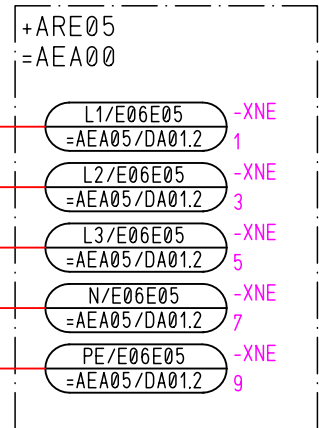 +ARE05
=AEA00
L1/E06E05 -XNE
=AEA05/DA01.2 1
L2/E06E05 -XNE
=AEA05/DA01.2 3
L3/E06E05 -XNE
=AEA05/DA01.2 5
N/E06E05 -XNE
=AEA05/DA01.2 7
PE/E06E05 -XNE
=AEA05/DA01.2 9